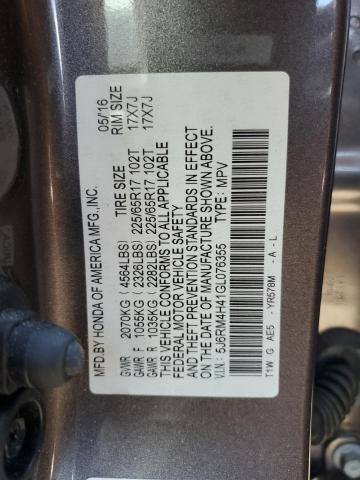 MFD.BY HONDA OF AMERICA MFG.,INC. 05/16
TIRE SIZE RIM SIZE
GVWR 2070KG (4564LBS)
GAWR F 1055KG (2326LBS) 225/65R17 102T 17X7J
GAWR R 1035KG (2282LBS) 225/65R17 102T 17X7J
THIS VEHICLE CONFORMS TO ALL APPLICABLE
FEDERAL MOTOR VEHICLE SAFETY
AND THEFT PREVENTION STANDARDS IN EFFECT
ON THE DATE OF MANUFACTURE SHOWN ABOVE.
V.I.N.: 5J6RM4H41GL076355 TYPE: MPV
T1W G AE5 -YR578M -A-L